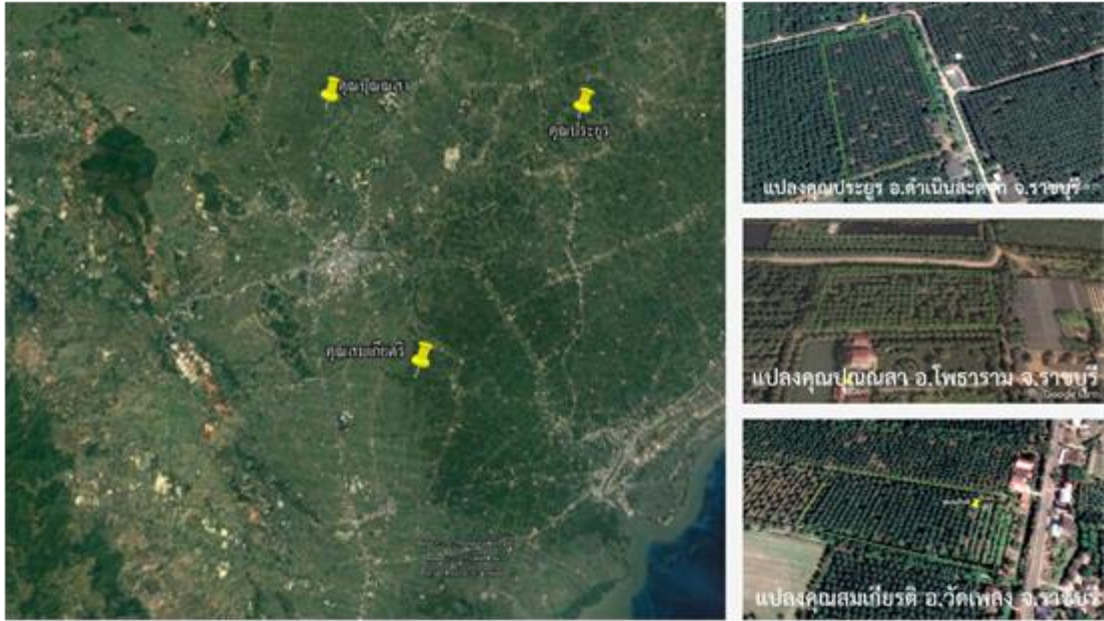 คุณปุณณสา
คุณประยูร
คุณสมเกียรติ
แปลงคุณประยูร อ.ดำเนินสะดวก จ.ราชบุรี
แปลงคุณปุณณสา อ.โพธาราม จ.ราชบุรี
Google Earth
แปลงคุณสมเกียรติ อ.วัดเพลง จ.ราชบุรี